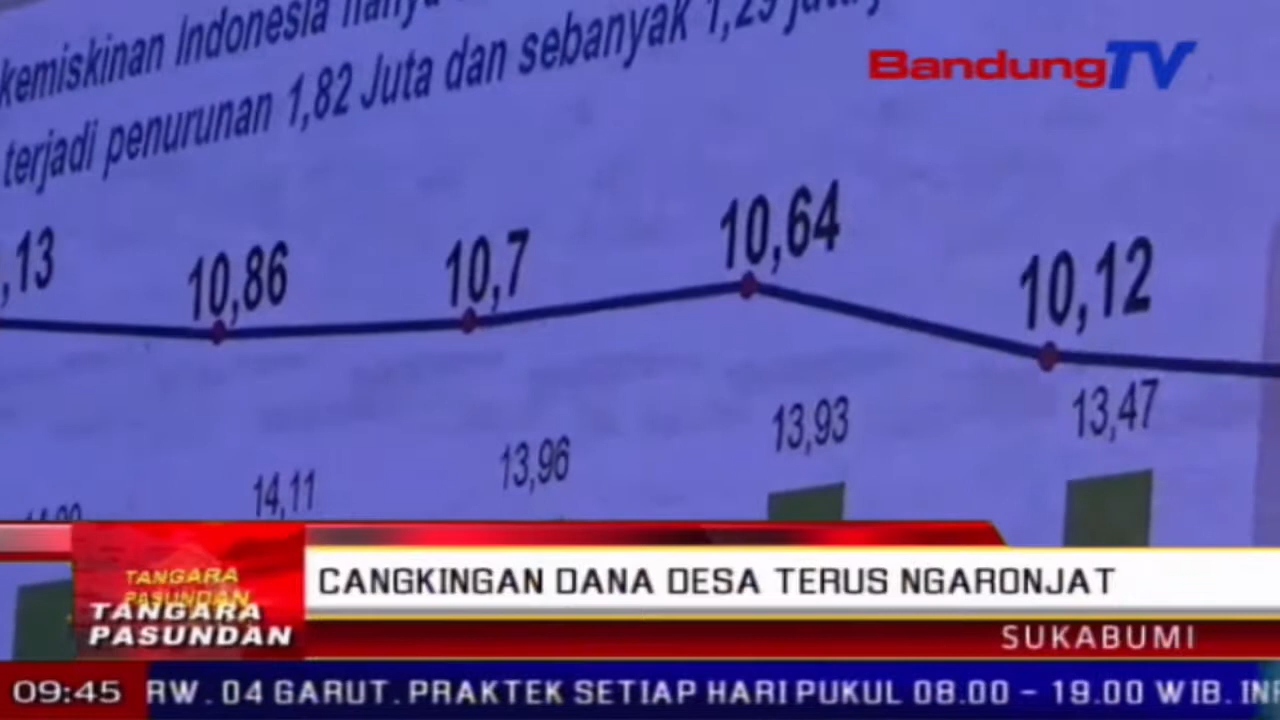 kemiskinan Indonesia hanya
terjadi penurunan 1,82 Juta dan sebanyak 1,29 juta
BandungTV
,13
10,86
10,7
10,64
10,12
14,11
13,96
13,93
13,47
TANGARA
PASUNDAN
TANGARA
PASUNDAN
CANGKINGAN DANA DESA TERUS NGARONJAT
SUKABUMI
09:45
RW. 04 GARUT. PRAKTEK SETIAP HARI PUKUL 08.00 - 19.00 WIB.